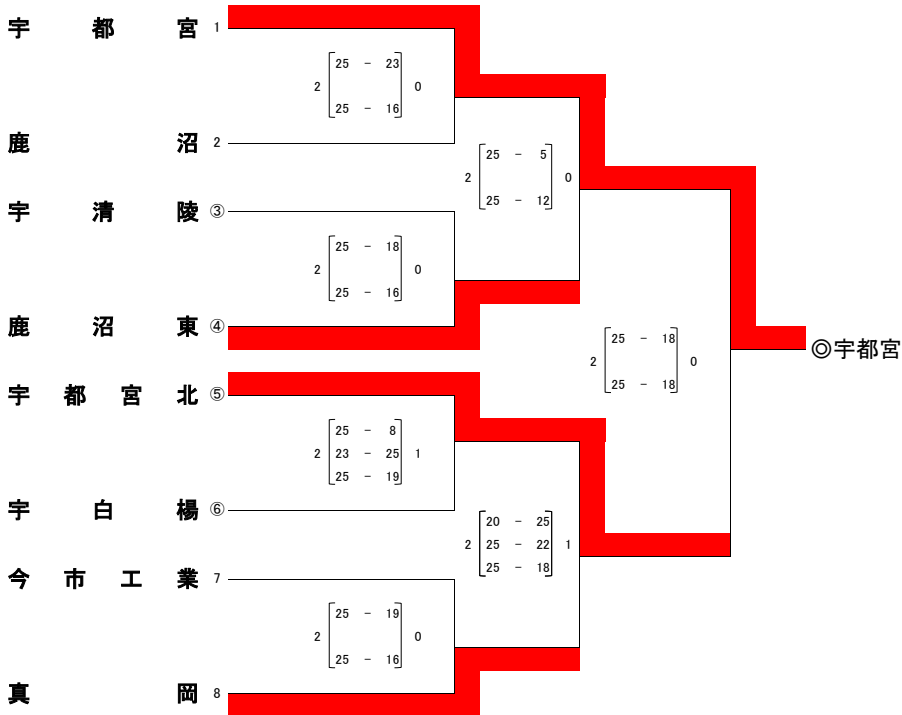 宇都宮 1
25 - 23
2 0
25 - 16
鹿沼 2
25 - 5
2 0
25 - 12
宇清陵 ③
25 - 18
2 0
25 - 16
鹿沼東 ④
25 - 18
2 0
25 - 18
◎宇都宮
宇都宮北 ⑤
25 - 8
2 23 - 25 1
25 - 19
宇白楊 ⑥
20 - 25
2 25 - 22 1
25 - 18
今市工業 7
25 - 19
2 0
25 - 16
真岡 8